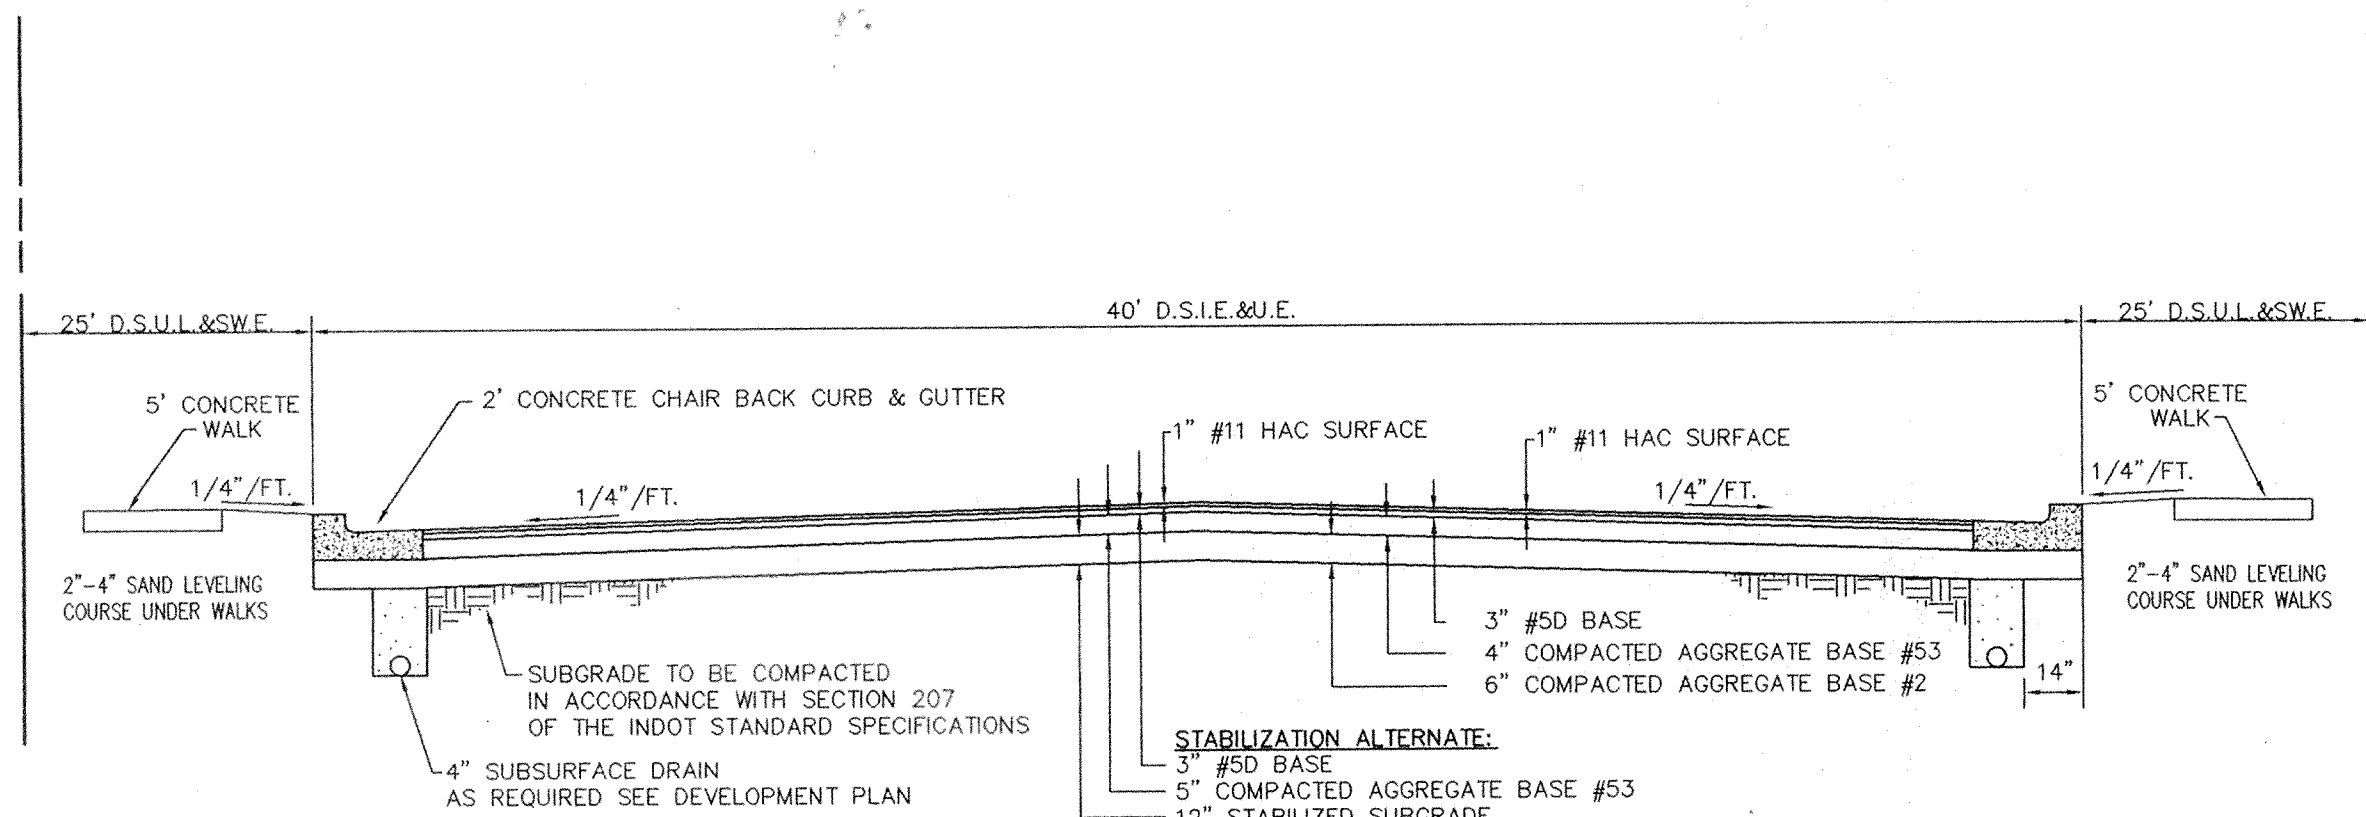 25' D.S.U.L.&SW.E.
40' D.S.I.E.&U.E.
25' D.S.U.L.&SW.E.
5' CONCRETE
WALK
2' CONCRETE CHAIR BACK CURB & GUTTER
1" #11 HAC SURFACE
1" #11 HAC SURFACE
5' CONCRETE
WALK
1/4"/FT.
1/4"/FT.
1/4"/FT.
1/4"/FT.
2"-4" SAND LEVELING
COURSE UNDER WALKS
2"-4" SAND LEVELING
COURSE UNDER WALKS
3" #5D BASE
4" COMPACTED AGGREGATE BASE #53
6" COMPACTED AGGREGATE BASE #2
14"
SUBGRADE TO BE COMPACTED
IN ACCORDANCE WITH SECTION 207
OF THE INDOT STANDARD SPECIFICATIONS
4" SUBSURFACE DRAIN
AS REQUIRED SEE DEVELOPMENT PLAN
STABILIZATION ALTERNATE:
3" #5D BASE
5" COMPACTED AGGREGATE BASE #53
12" STABILIZED SUBGRADE